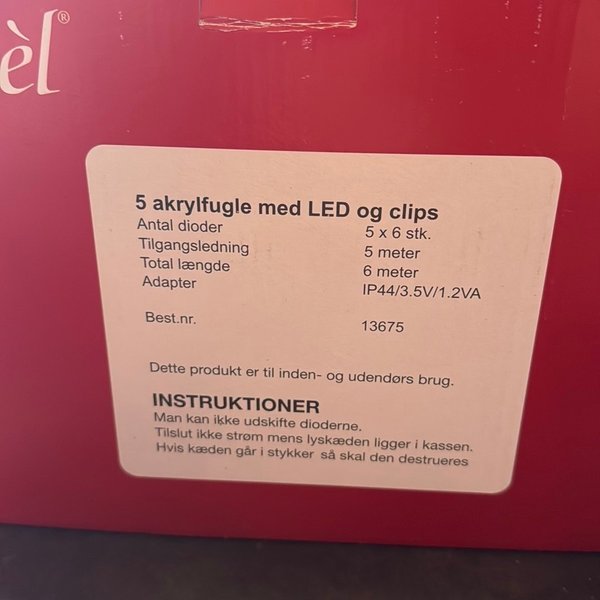 èl®
5 akrylfugle med LED og clips
Antal dioder 5 x 6 stk.
Tilgangsledning 5 meter
Total længde 6 meter
Adapter IP44/3.5V/1.2VA
Best.nr. 13675
Dette produkt er til inden- og udendørs brug.
INSTRUKTIONER
Man kan ikke udskifte dioderne.
Tilslut ikke strøm mens lyskæden ligger i kassen.
Hvis kæden går i stykker så skal den destrueres